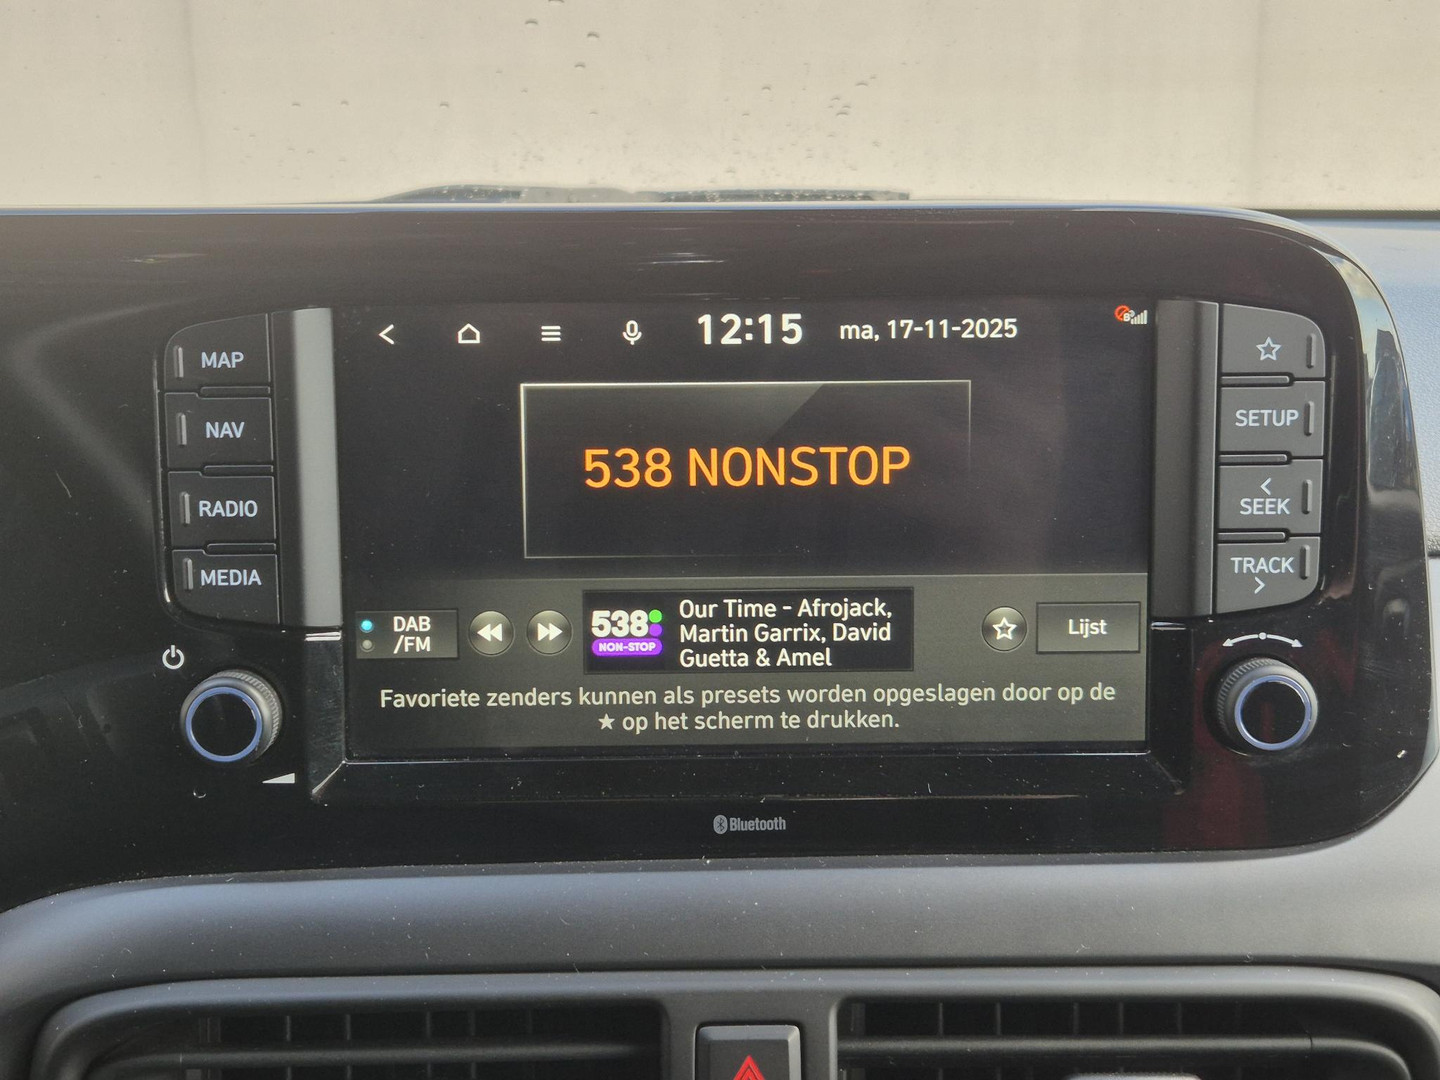 12:15 ma, 17-11-2025
MAP
NAV
RADIO
MEDIA
538 NONSTOP
SETUP
SEEK
TRACK
DAB
/FM
538
NON-STOP
Our Time - Afrojack,
Martin Garrix, David
Guetta & Amel
Lijst
Favoriete zenders kunnen als presets worden opgeslagen door op de
★ op het scherm te drukken.
Bluetooth